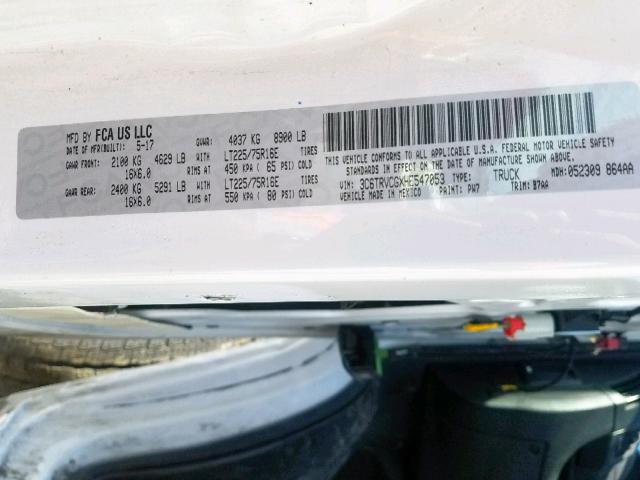 MFD BY FCA US LLC
DATE OF MFR(BUILT): 5-17 GVWR: 4037 KG 8900 LB
GAWR FRONT: 2100 KG 4629 LB WITH LT225/75R16E TIRES
16X6.0 RIMS AT 450 KPA ( 65 PSI) COLD
GAWR REAR: 2400 KG 5291 LB WITH LT225/75R16E TIRES
16X6.0 RIMS AT 550 KPA ( 80 PSI) COLD
THIS VEHICLE CONFORMS TO ALL APPLICABLE U.S.A. FEDERAL MOTOR VEHICLE SAFETY
STANDARDS IN EFFECT ON THE DATE OF MANUFACTURE SHOWN ABOVE.
VIN: 3C6TRVCGXHE547053 TYPE: TRUCK MDH:052309 864AA
VEHICLE MADE IN MEXICO PAINT: PW7 TRIM: B7AA